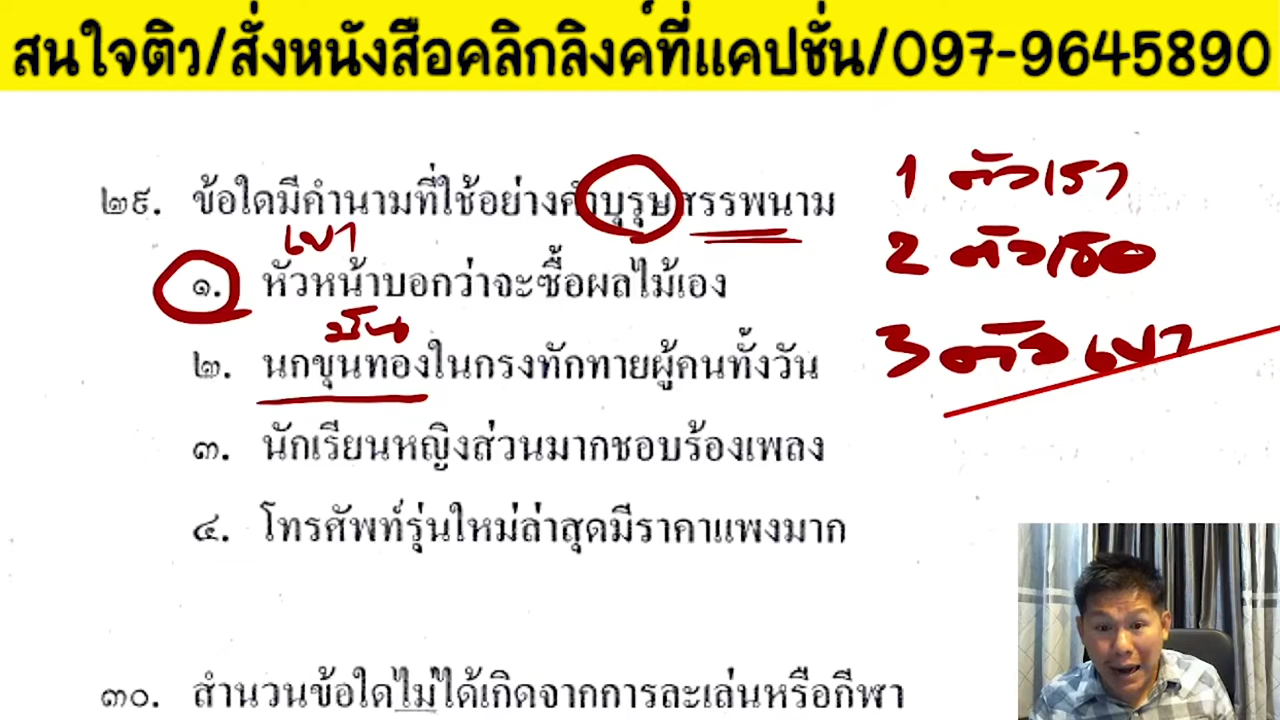 สนใจติว/สั่งหนังสือคลิกลิงค์ที่แคปชั่น/097-9645890
๒๙. ข้อใดมีคำนามที่ใช้อย่างคำบุรุษสรรพนาม
1 ตัวเรา
เขา
2 ตัวเธอ
๑. หัวหน้าบอกว่าจะซื้อผลไม้เอง
มัน
3 ตัวเขา
๒. นกขุนทองในกรงทักทายผู้คนทั้งวัน
๓. นักเรียนหญิงส่วนมากชอบร้องเพลง
๔. โทรศัพท์รุ่นใหม่ล่าสุดมีราคาแพงมาก
๓๐. สำนวนข้อใดไม่ได้เกิดจากการละเล่นหรือกีฬา